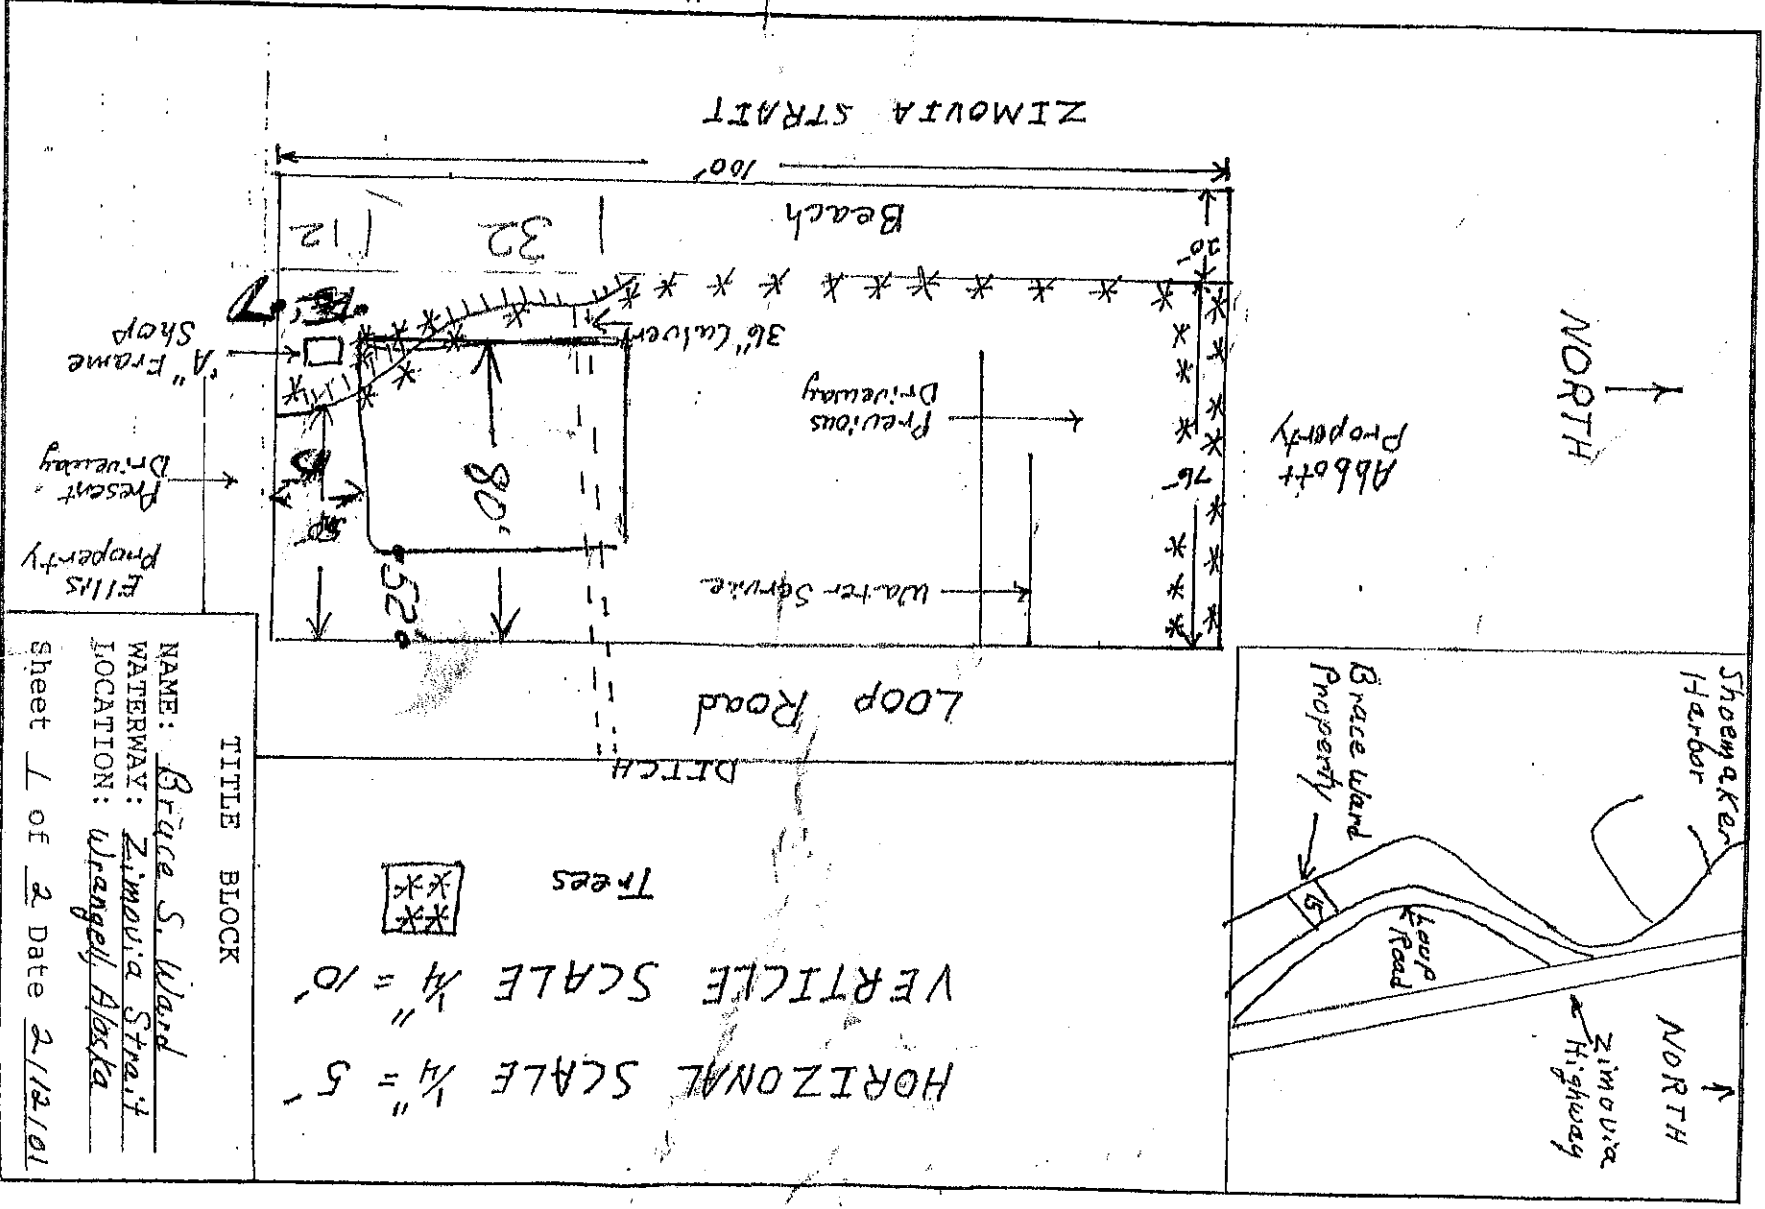 ZIMOVIA STRAIT
100'
Beach
20'
32
12
7'
36" Culvert
"A" Frame
Shop
Previous
Driveway
Present
Driveway
80'
76'
Abbott
Property
NORTH
Ellis
Property
52'
Water Service
LOOP Road
DITCH
Trees
VERTICLE SCALE 1/4" = 10'
HORIZONAL SCALE 1/4" = 5'
Shoemaker
Harbor
Bruce Ward
Property
15
Loop
Road
Zimovia
Highway
NORTH
TITLE BLOCK
NAME: Bruce S. Ward
WATERWAY: Zimovia Strait
LOCATION: Wrangell, Alaska
Sheet 1 of 2 Date 2/12/01